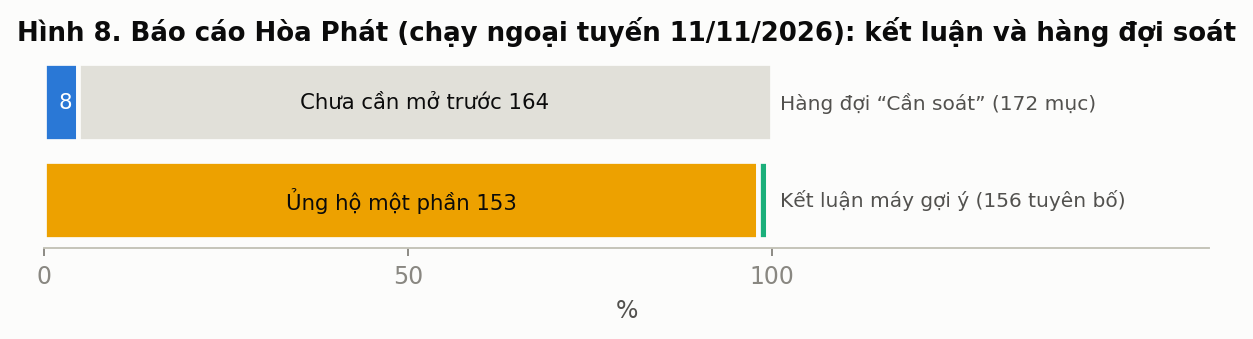 Hình 8. Báo cáo Hòa Phát (chạy ngoại tuyến 11/11/2026): kết luận và hàng đợi soát
8 Chưa cần mở trước 164 Hàng đợi “Cần soát” (172 mục)
Ủng hộ một phần 153 Kết luận máy gợi ý (156 tuyên bố)
0 50 100
%